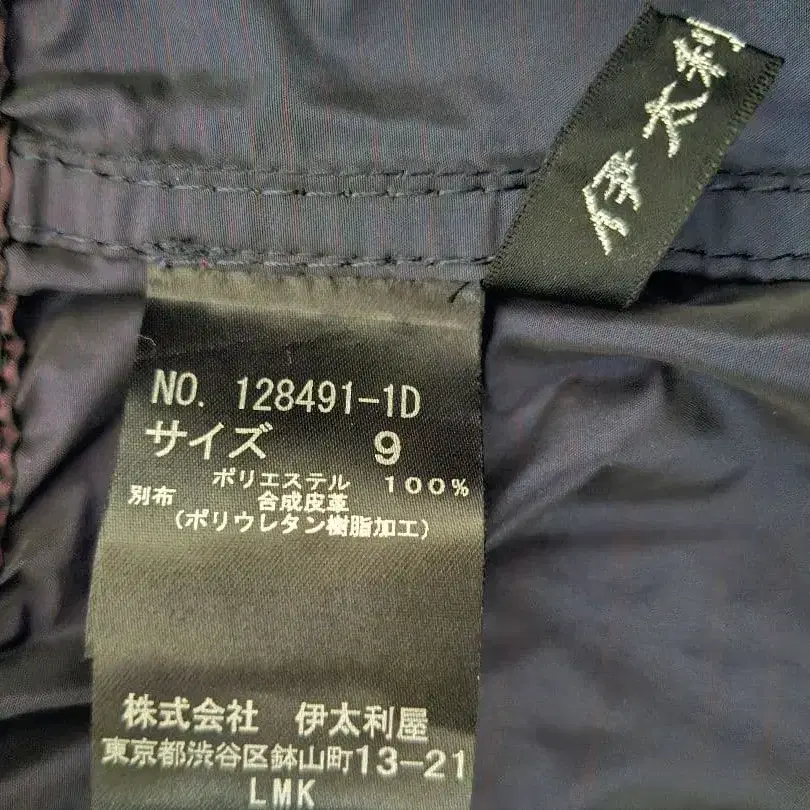 伊太利
NO. 128491-1D
サイズ 9
ポリエステル 100%
別布 合成皮革
(ポリウレタン樹脂加工)
株式会社 伊太利屋
東京都渋谷区鉢山町13-21
LMK